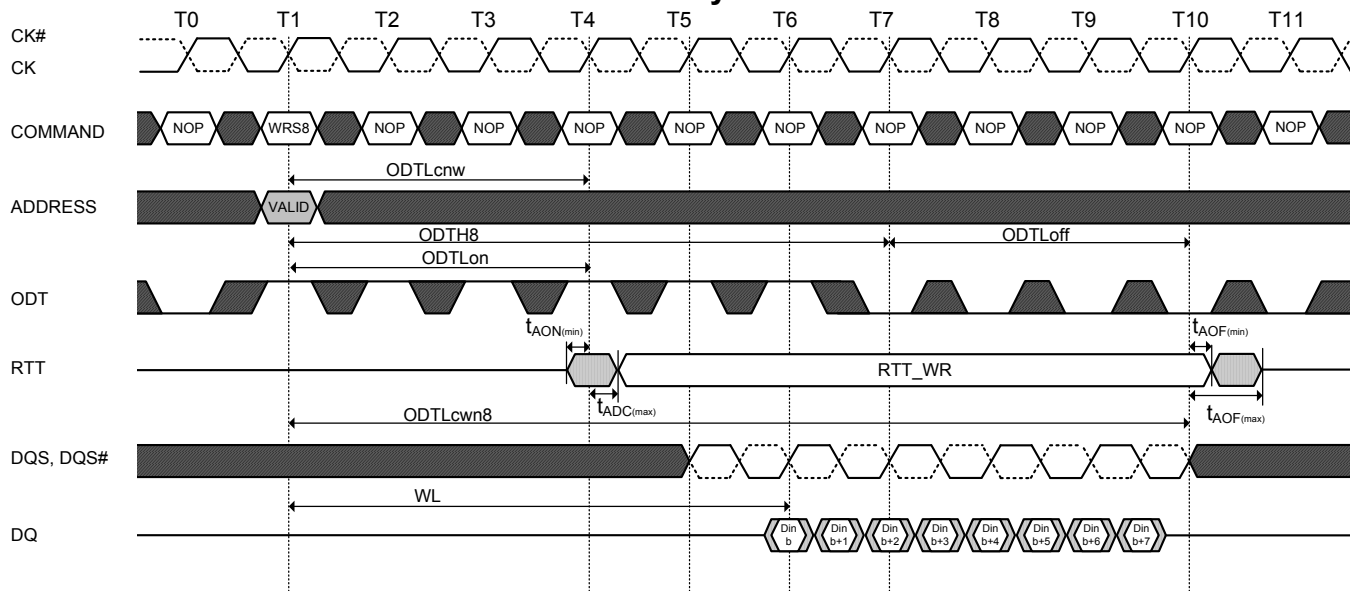 T0 T1 T2 T3 T4 T5 T6 T7 T8 T9 T10 T11
CK#
CK
COMMAND
NOP WRS8 NOP NOP NOP NOP NOP NOP NOP NOP NOP NOP
ODTLcnw
ADDRESS
VALID
ODTH8 ODTLoff
ODTLon
ODT
tAON(min) tAOF(min)
RTT
RTT_WR
tADC(max) tAOF(max)
ODTLcwn8
DQS, DQS#
WL
DQ
Din b Din b+1 Din b+2 Din b+3 Din b+4 Din b+5 Din b+6 Din b+7